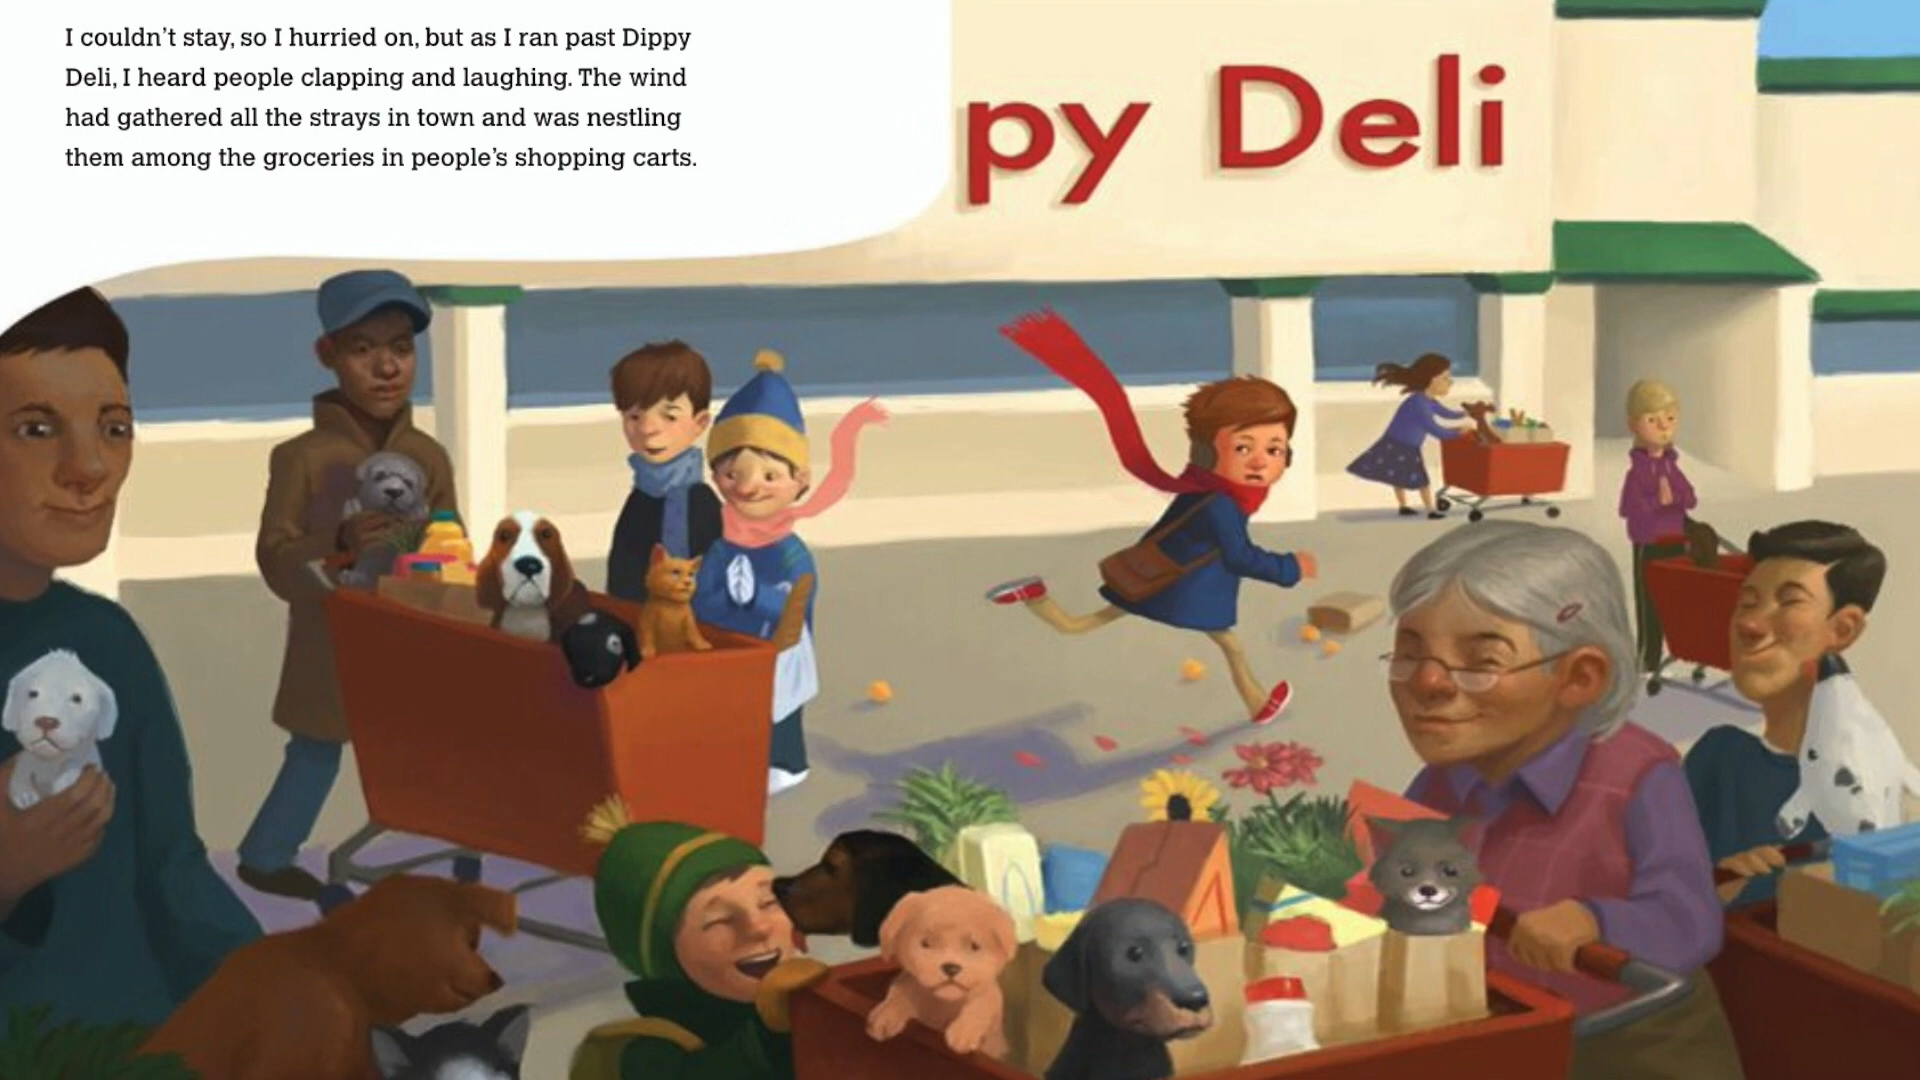 I couldn’t stay, so I hurried on, but as I ran past Dippy
Deli, I heard people clapping and laughing. The wind
had gathered all the strays in town and was nestling
them among the groceries in people’s shopping carts.
py Deli